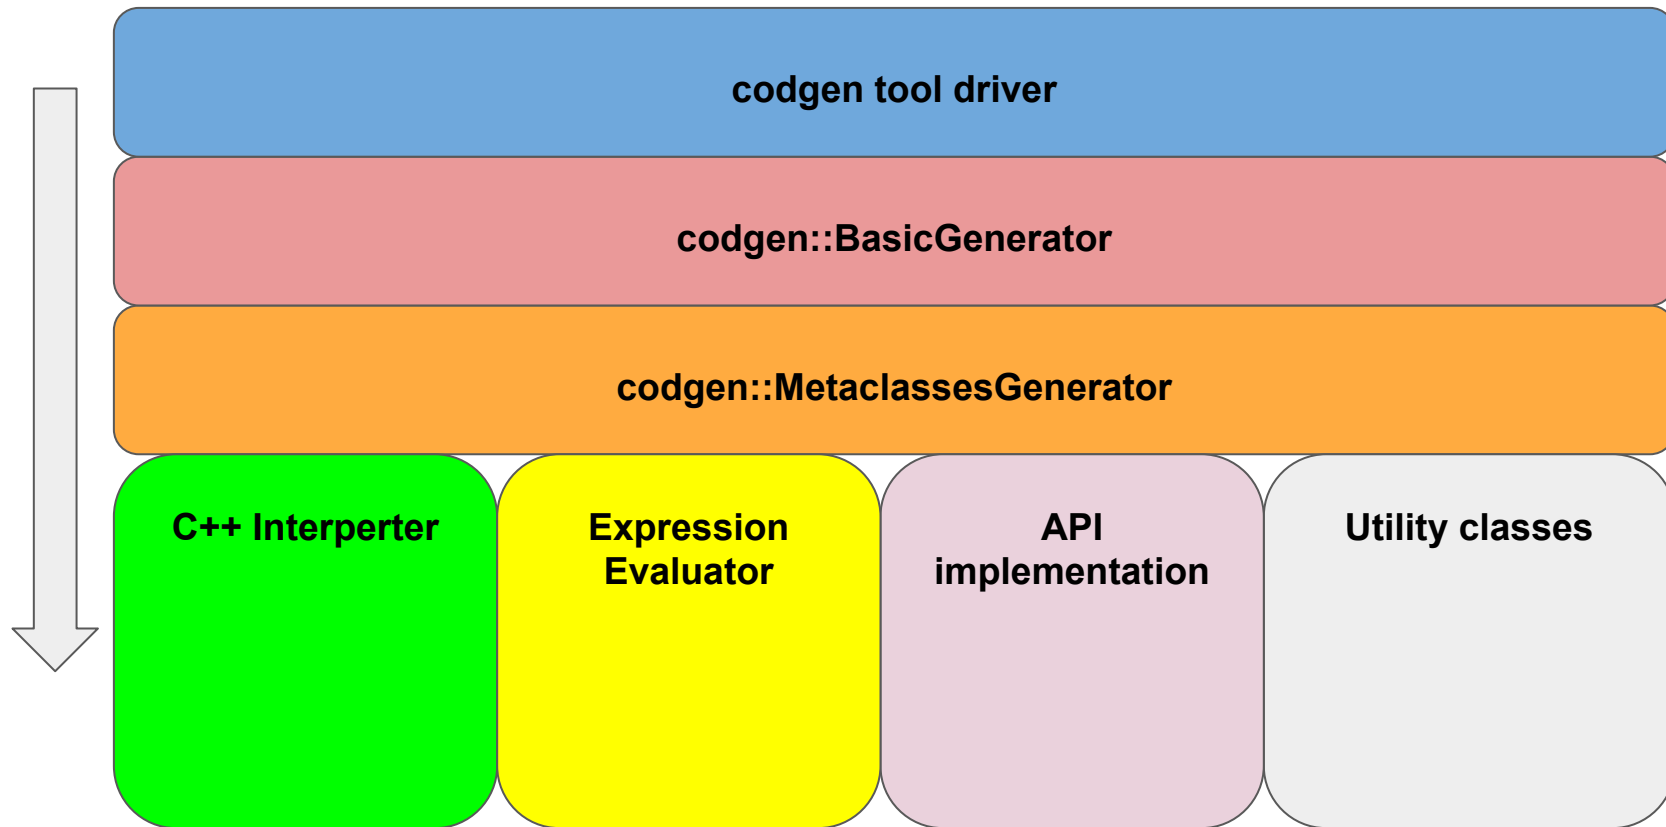 codgen tool driver
codgen::BasicGenerator
codgen::MetaclassesGenerator
C++ Interperter
Expression
Evaluator
API
implementation
Utility classes